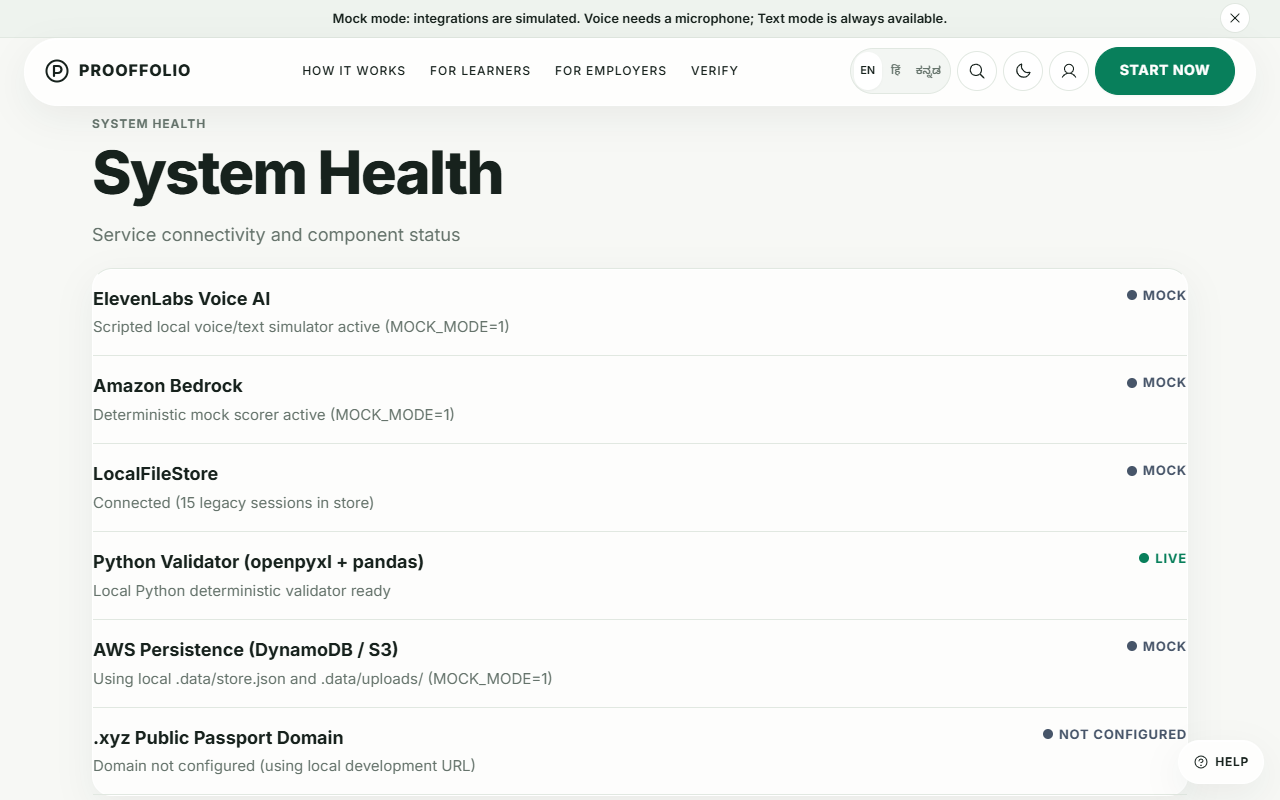 Mock mode: integrations are simulated. Voice needs a microphone; Text mode is always available.
PROOFFOLIO
HOW IT WORKS FOR LEARNERS FOR EMPLOYERS VERIFY
EN हिं ಕನ್ನಡ
START NOW
SYSTEM HEALTH
System Health
Service connectivity and component status
ElevenLabs Voice AI
MOCK
Scripted local voice/text simulator active (MOCK_MODE=1)
Amazon Bedrock
MOCK
Deterministic mock scorer active (MOCK_MODE=1)
LocalFileStore
MOCK
Connected (15 legacy sessions in store)
Python Validator (openpyxl + pandas)
LIVE
Local Python deterministic validator ready
AWS Persistence (DynamoDB / S3)
MOCK
Using local .data/store.json and .data/uploads/ (MOCK_MODE=1)
.xyz Public Passport Domain
NOT CONFIGURED
Domain not configured (using local development URL)
HELP